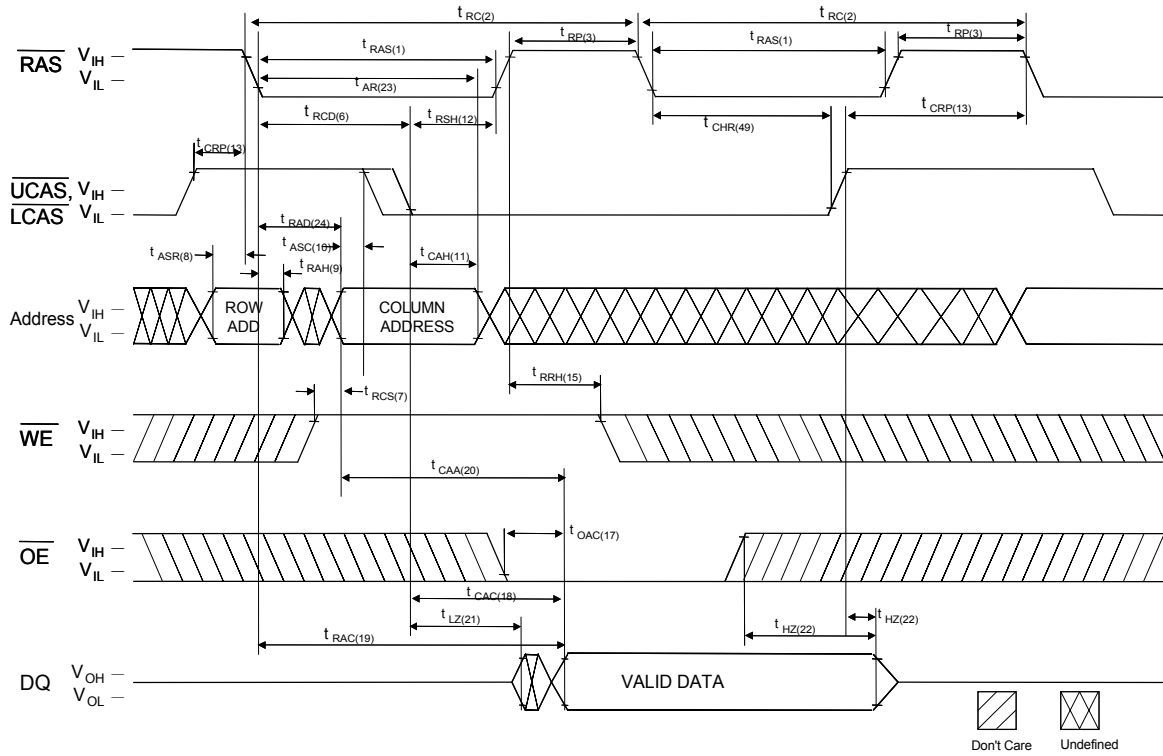 t RC(2) t RC(2)
t RAS(1) t RP(3) t RAS(1) t RP(3)
RAS V IH
V IL
t AR(23)
t RCD(6) t RSH(12) t CHR(49) t CRP(13)
t CRP(13)
UCAS, V IH
LCAS V IL
t RAD(24)
t ASR(8) t ASC(10) t CAH(11)
t RAH(9)
Address V IH
V IL
ROW ADD
COLUMN ADDRESS
t RRH(15)
t RCS(7)
WE V IH
V IL
t CAA(20)
OE V IH
V IL
t OAC(17)
t CAC(18)
t LZ(21) t HZ(22) t HZ(22)
t RAC(19)
DQ V OH
V OL
VALID DATA
Don't Care Undefined